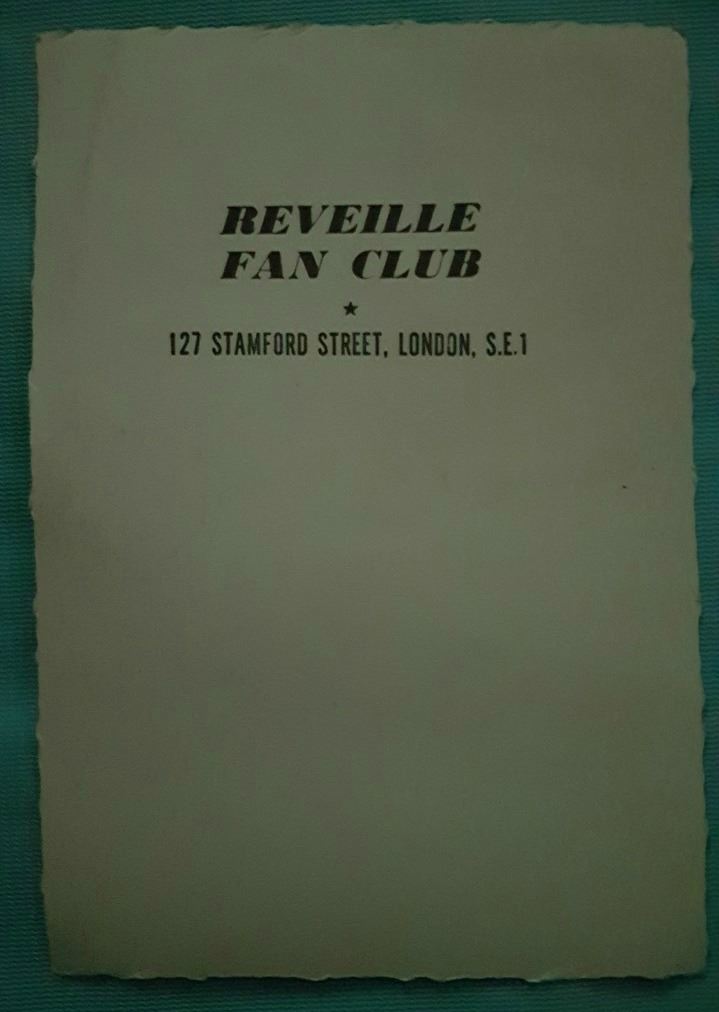 REVEILLE
FAN CLUB
★
127 STAMFORD STREET, LONDON, S.E.1